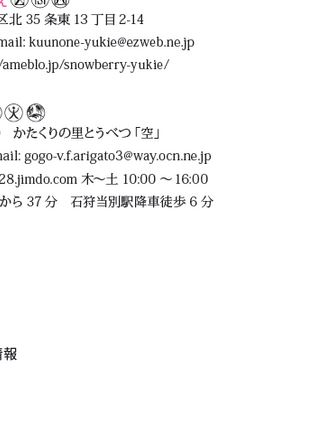 区北 35 条東 13 丁目 2-14
mail: kuunone-yukie@ezweb.ne.jp
/ameblo.jp/snowberry-yukie/
かたくりの里とうべつ「空」
ail: gogo-v.f.arigato3@way.ocn.ne.jp
28.jimdo.com 木〜土 10:00 〜 16:00
から 37 分　石狩当別駅降車徒歩 6 分
情報